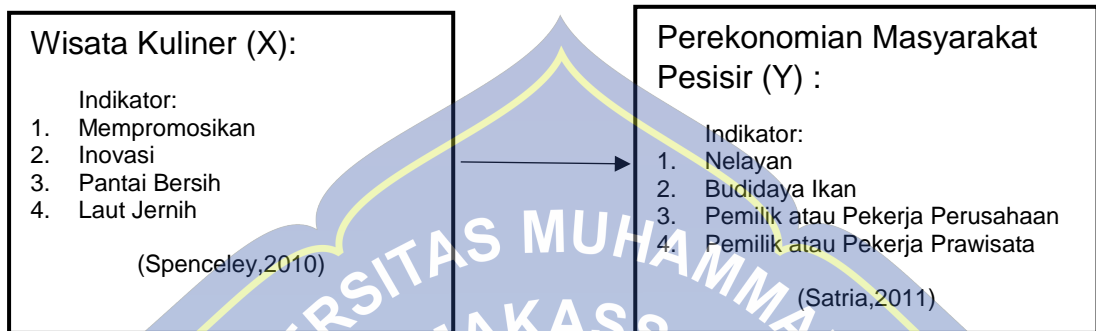 Wisata Kuliner (X):
Indikator:
1. Mempromosikan
2. Inovasi
3. Pantai Bersih
4. Laut Jernih
(Spenceley,2010)
Perekonomian Masyarakat
Pesisir (Y) :
Indikator:
1. Nelayan
2. Budidaya Ikan
3. Pemilik atau Pekerja Perusahaan
4. Pemilik atau Pekerja Prawisata
(Satria,2011)